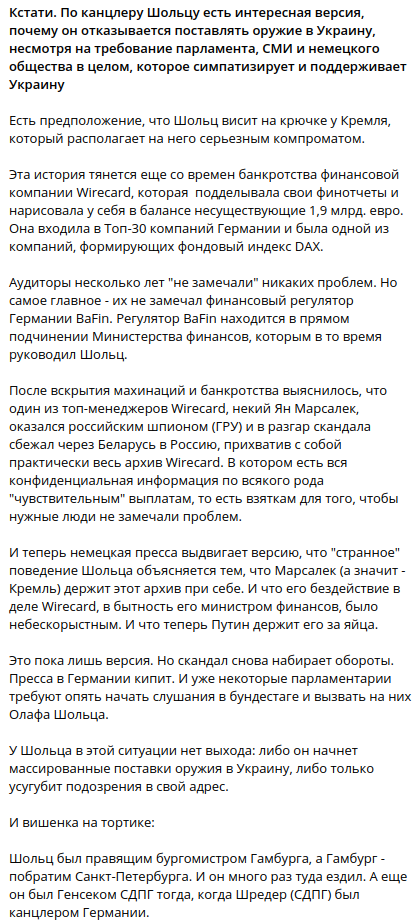 Кстати. По канцлеру Шольцу есть интересная версия,
почему он отказывается поставлять оружие в Украину,
несмотря на требование парламента, СМИ и немецкого
общества в целом, которое симпатизирует и поддерживает
Украину
Есть предположение, что Шольц висит на крючке у Кремля,
который располагает на него серьезным компроматом.
Эта история тянется еще со времен банкротства финансовой
компании Wirecard, которая  подделывала свои финотчеты и
нарисовала у себя в балансе несуществующие 1,9 млрд. евро.
Она входила в Топ-30 компаний Германии и была одной из
компаний, формирующих фондовый индекс DAX.
Аудиторы несколько лет "не замечали" никаких проблем. Но
самое главное - их не замечал финансовый регулятор
Германии BaFin. Регулятор BaFin находится в прямом
подчинении Министерства финансов, которым в то время
руководил Шольц.
После вскрытия махинаций и банкротства выяснилось, что
один из топ-менеджеров Wirecard, некий Ян Марсалек,
оказался российским шпионом (ГРУ) и в разгар скандала
сбежал через Беларусь в Россию, прихватив с собой
практически весь архив Wirecard. В котором есть вся
конфиденциальная информация по всякого рода
"чувствительным" выплатам, то есть взяткам для того, чтобы
нужные люди не замечали проблем.
И теперь немецкая пресса выдвигает версию, что "странное"
поведение Шольца объясняется тем, что Марсалек (а значит -
Кремль) держит этот архив при себе. И что его бездействие в
деле Wirecard, в бытность его министром финансов, было
небескорыстным. И что теперь Путин держит его за яйца.
Это пока лишь версия. Но скандал снова набирает обороты.
Пресса в Германии кипит. И уже некоторые парламентарии
требуют опять начать слушания в бундестаге и вызвать на них
Олафа Шольца.
У Шольца в этой ситуации нет выхода: либо он начнет
массированные поставки оружия в Украину, либо только
усугубит подозрения в свой адрес.
И вишенка на тортике:
Шольц был правящим бургомистром Гамбурга, а Гамбург -
побратим Санкт-Петербурга. И он много раз туда ездил. А еще
он был Генсеком СДПГ тогда, когда Шредер (СДПГ) был
канцлером Германии.